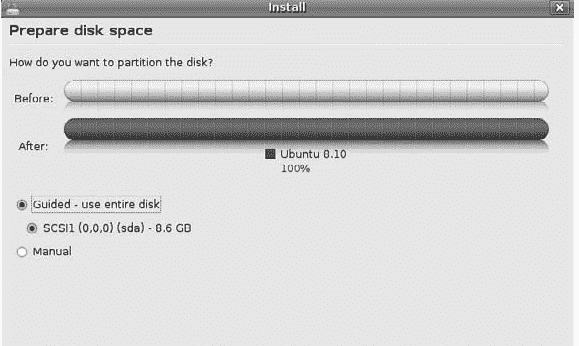 Install
Prepare disk space
How do you want to partition the disk?
Before:
After:
Ubuntu 8.10
100%
Guided - use entire disk
SCSI1 (0,0,0) (sda) - 8.6 GB
Manual